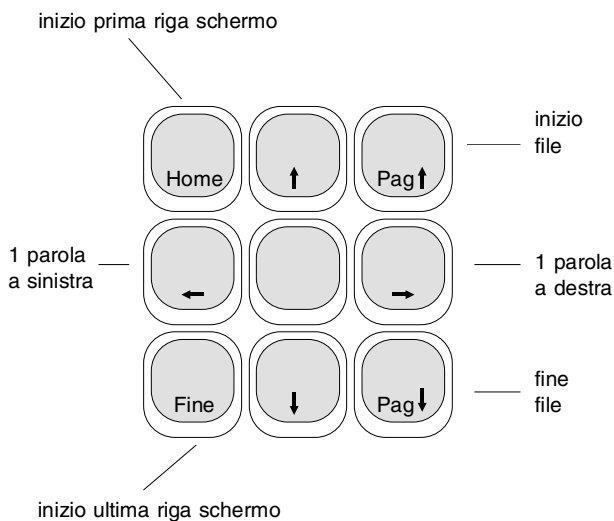 inizio prima riga schermo
inizio
file
Home
↑
Pag↑
1 parola
a sinistra
←
→
1 parola
a destra
Fine
↓
Pag↓
fine
file
inizio ultima riga schermo